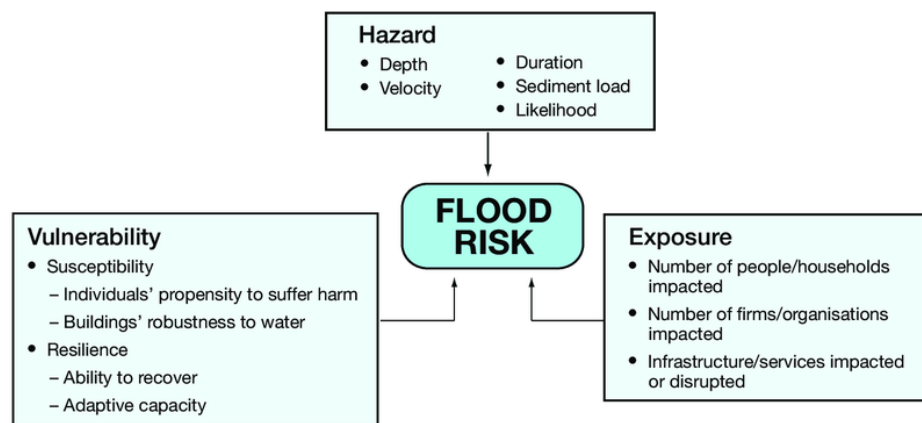 Hazard
• Depth
• Velocity
• Duration
• Sediment load
• Likelihood
FLOOD
RISK
Vulnerability
• Susceptibility
– Individuals’ propensity to suffer harm
– Buildings’ robustness to water
• Resilience
– Ability to recover
– Adaptive capacity
Exposure
• Number of people/households
impacted
• Number of firms/organisations
impacted
• Infrastructure/services impacted
or disrupted